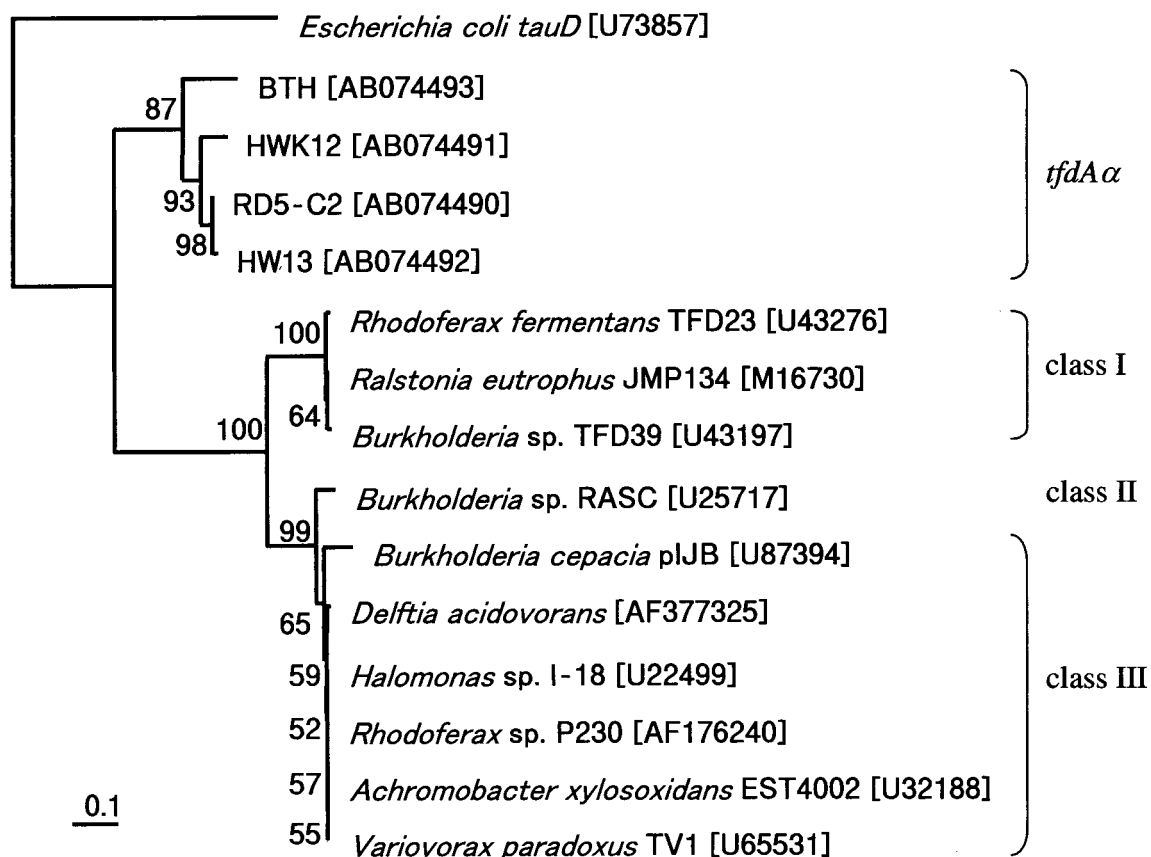 Escherichia coli tauD [U73857]
BTH [AB074493]
87
HWK12 [AB074491]
tfdAα
93
RD5-C2 [AB074490]
98
HW13 [AB074492]
Rhodoferax fermentans TFD23 [U43276]
100
Ralstonia eutrophus JMP134 [M16730]
class I
64
Burkholderia sp. TFD39 [U43197]
100
Burkholderia sp. RASC [U25717]
class II
99
Burkholderia cepacia pIJB [U87394]
Delftia acidovorans [AF377325]
65
Halomonas sp. I-18 [U22499]
59
class III
Rhodoferax sp. P230 [AF176240]
52
Achromobacter xylosoxidans EST4002 [U32188]
57
0.1
Variovorax paradoxus TV1 [U65531]
55